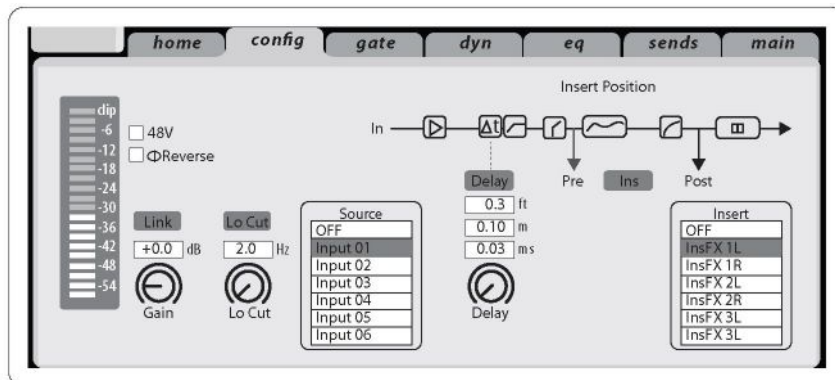 home config gate dyn eq sends main
Insert Position
dip
-6
-12
-18
-24
-30
-36
-42
-48
-54
48V
ΦReverse
In
Δt
Pre
Ins
Post
Link
+0.0 dB
Gain
Lo Cut
2.0 Hz
Lo Cut
Source
OFF
Input 01
Input 02
Input 03
Input 04
Input 05
Input 06
Delay
0.3 ft
0.10 m
0.03 ms
Delay
Insert
OFF
InsFX 1L
InsFX 1R
InsFX 2L
InsFX 2R
InsFX 3L
InsFX 3L